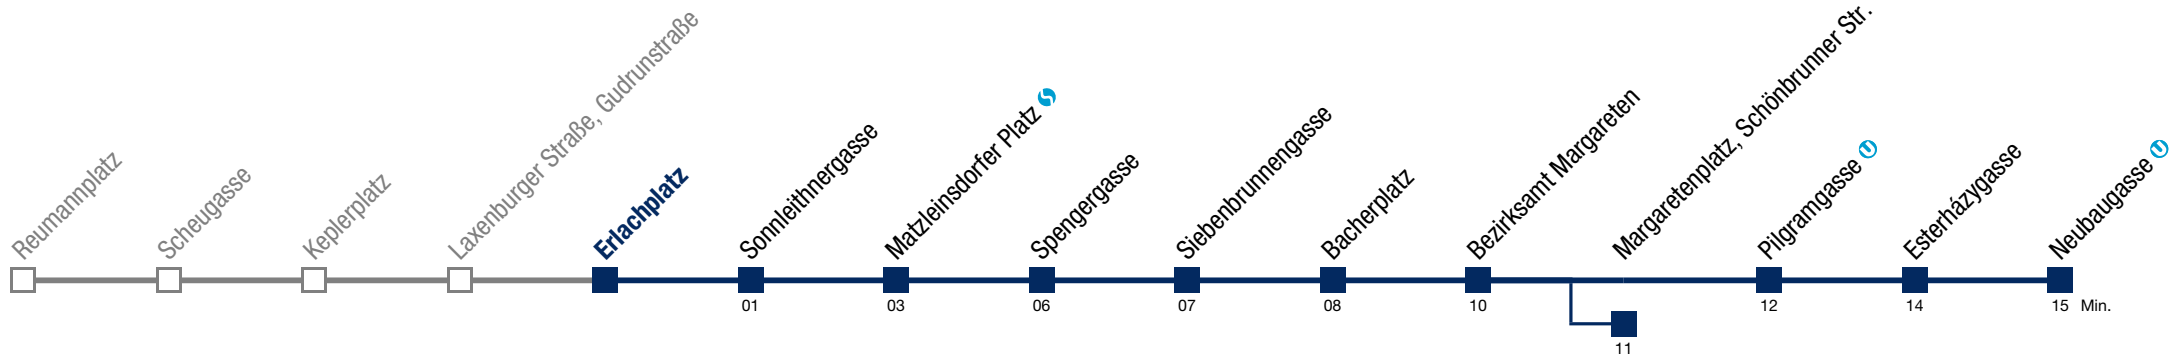 Reumannplatz
Scheugasse
Keplerplatz
Laxenburger Straße, Gudrunstraße
Erlachplatz
Sonnleithnergasse
Matzleinsdorfer Platz
Spengergasse
Siebenbrunnengasse
Bacherplatz
Bezirksamt Margareten
Margaretenplatz, Schönbrunner Str.
Pilgramgasse U
Esterházygasse
Neubaugasse U
01 03 06 07 08 10 12 14 15 Min.
11